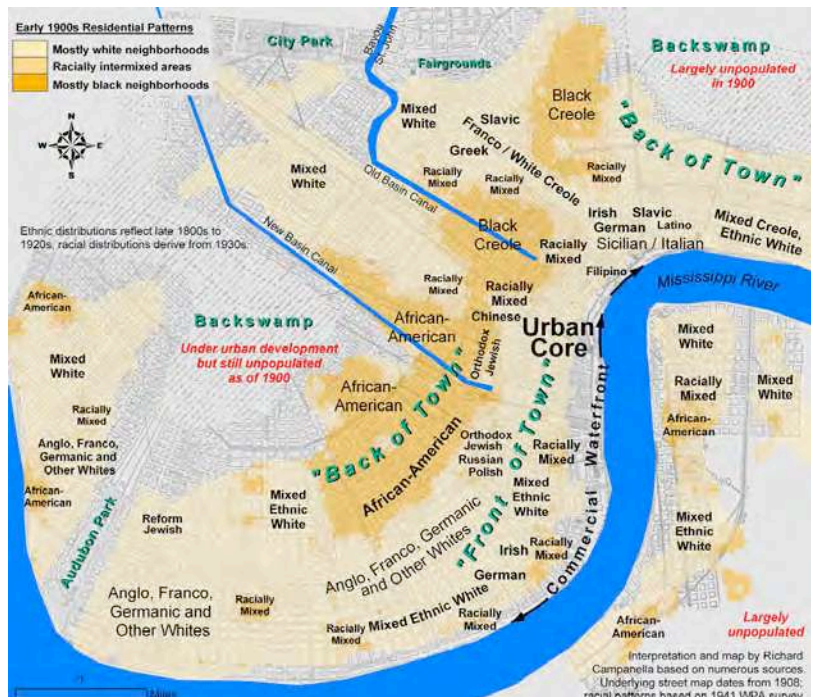 Early 1900s Residential Patterns
Mostly white neighborhoods
Racially intermixed areas
Mostly black neighborhoods
City Park
Bayou
St. John
Fairgrounds
Backswamp
Largely unpopulated
in 1900
N
W
E
S
Mixed
White
Slavic
Greek
Franco / White Creole
Black
Creole
"Back of Town"
Racially
Mixed
Racially
Mixed
Racially
Mixed
Mixed
White
Old Basin Canal
New Basin Canal
Black
Creole
Irish
German
Slavic
Latino
Sicilian / Italian
Mixed Creole,
Ethnic White
Racially
Mixed
Filipino
Mississippi River
Ethnic distributions reflect late 1800s to
1920s, racial distributions derive from 1930s.
African-
American
Backswamp
Under urban development
but still unpopulated
as of 1900
Racially
Mixed
Racially
Mixed
Chinese
African-
American
Orthodox
Jewish
Urban
Core
Mixed
White
Mixed
White
Racially
Mixed
African-
American
Mixed
White
African-
American
"Back of Town"
African-American
Racially
Mixed
Anglo, Franco,
Germanic and
Other Whites
African-
American
Audubon Park
Reform
Jewish
Mixed
Ethnic
White
Orthodox
Jewish
Russian
Polish
"Front of Town"
Racially
Mixed
Mixed
Ethnic
White
Commercial Waterfront
Mixed
Ethnic
White
Anglo, Franco, Germanic
and Other Whites
Irish
Racially
Mixed
German
Anglo, Franco,
Germanic and
Other Whites
Racially
Mixed
Mixed Ethnic White
Racially
Mixed
Racially
Mixed
African-
American
Largely
unpopulated
Interpretation and map by Richard
Campanella based on numerous sources.
Underlying street map dates from 1908;
racial patterns based on 1941 WPA survey
Miles